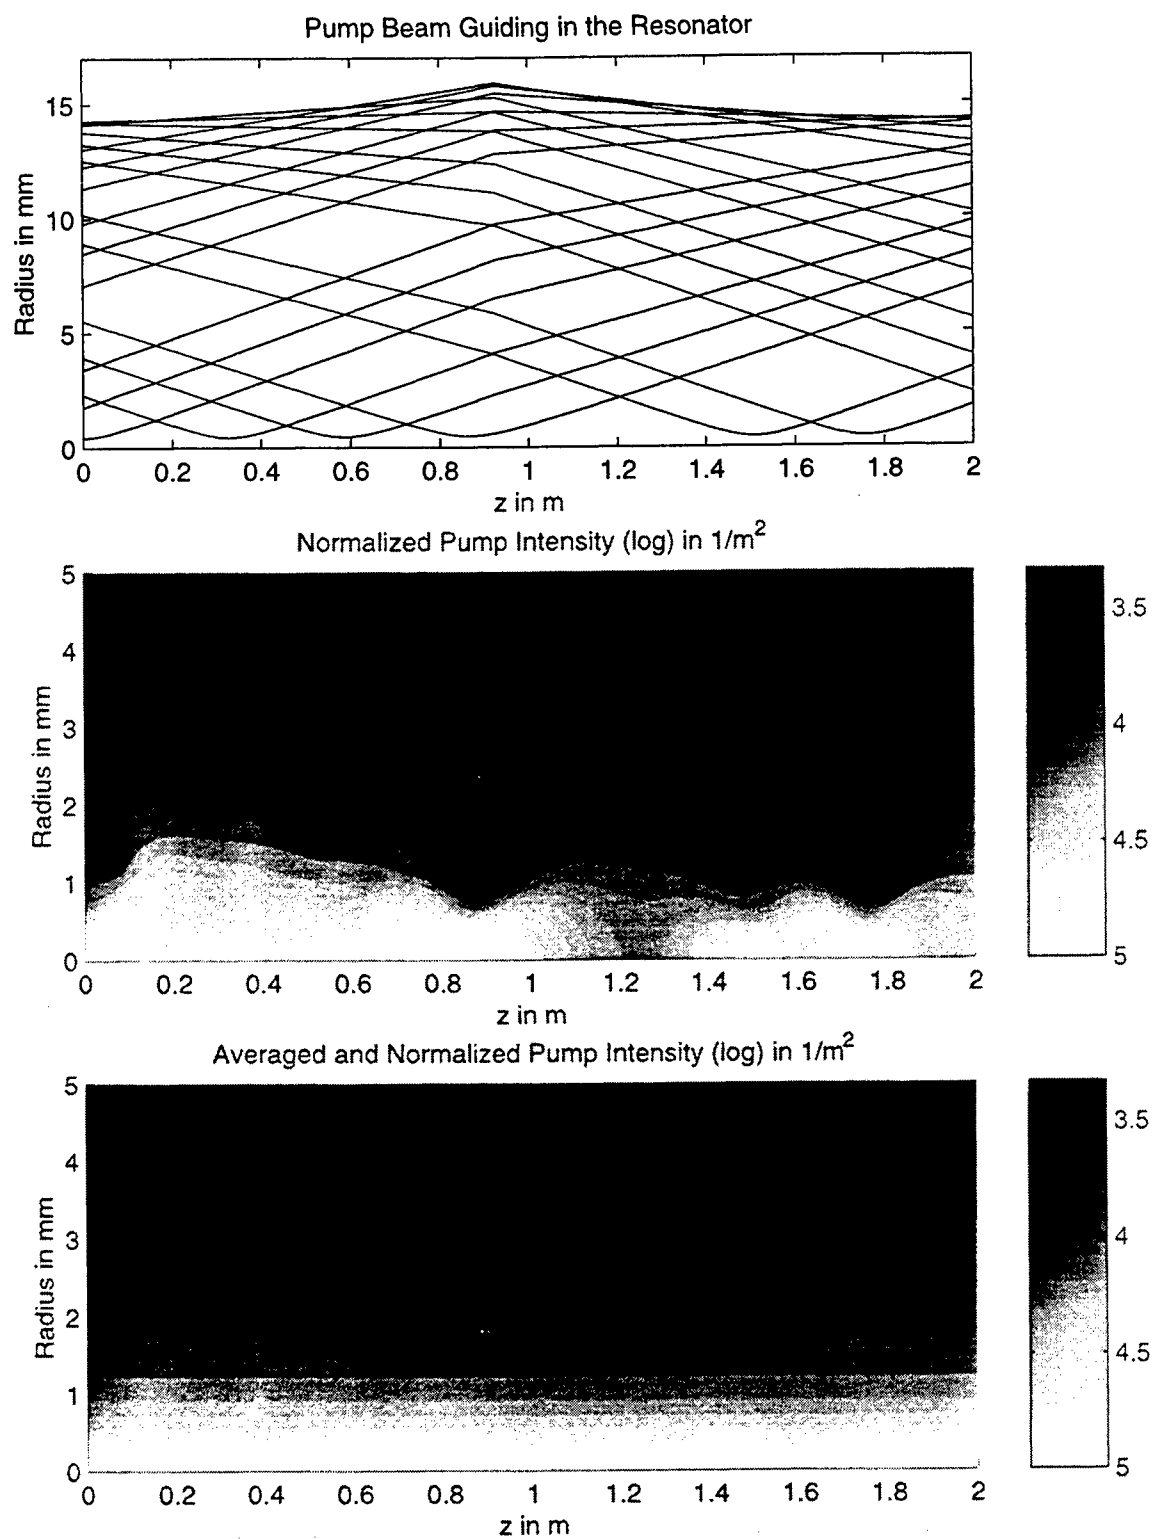 Pump Beam Guiding in the Resonator
15
10
5
0
Radius in mm
0 0.2 0.4 0.6 0.8 1 1.2 1.4 1.6 1.8 2
z in m
Normalized Pump Intensity (log) in 1/m²
5
4
3
2
1
0
Radius in mm
0 0.2 0.4 0.6 0.8 1 1.2 1.4 1.6 1.8 2
z in m
3.5
4
4.5
5
Averaged and Normalized Pump Intensity (log) in 1/m²
5
4
3
2
1
0
Radius in mm
0 0.2 0.4 0.6 0.8 1 1.2 1.4 1.6 1.8 2
z in m
3.5
4
4.5
5